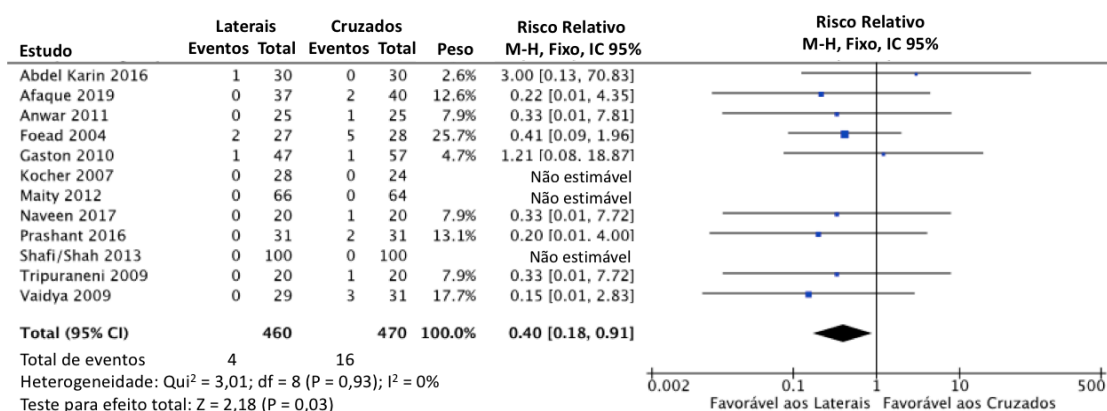 Laterais Cruzados Risco Relativo Risco Relativo
Estudo Eventos Total Eventos Total Peso M-H, Fixo, IC 95% M-H, Fixo, IC 95%
Abdel Karin 2016 1 30 0 30 2.6% 3.00 [0.13, 70.83]
Afaque 2019 0 37 2 40 12.6% 0.22 [0.01, 4.35]
Anwar 2011 0 25 1 25 7.9% 0.33 [0.01, 7.81]
Foead 2004 2 27 5 28 25.7% 0.41 [0.09, 1.96]
Gaston 2010 1 47 1 57 4.7% 1.21 [0.08, 18.87]
Kocher 2007 0 28 0 24 Não estimável
Maity 2012 0 66 0 64 Não estimável
Naveen 2017 0 20 1 20 7.9% 0.33 [0.01, 7.72]
Prashant 2016 0 31 2 31 13.1% 0.20 [0.01, 4.00]
Shafi/Shah 2013 0 100 0 100 Não estimável
Tripuraneni 2009 0 20 1 20 7.9% 0.33 [0.01, 7.72]
Vaidya 2009 0 29 3 31 17.7% 0.15 [0.01, 2.83]
Total (95% CI) 460 470 100.0% 0.40 [0.18, 0.91]
Total de eventos 4 16
Heterogeneidade: Qui² = 3,01; df = 8 (P = 0,93); I² = 0%
Teste para efeito total: Z = 2,18 (P = 0,03)
0.002 0.1 1 10 500
Favorável aos Laterais Favorável aos Cruzados